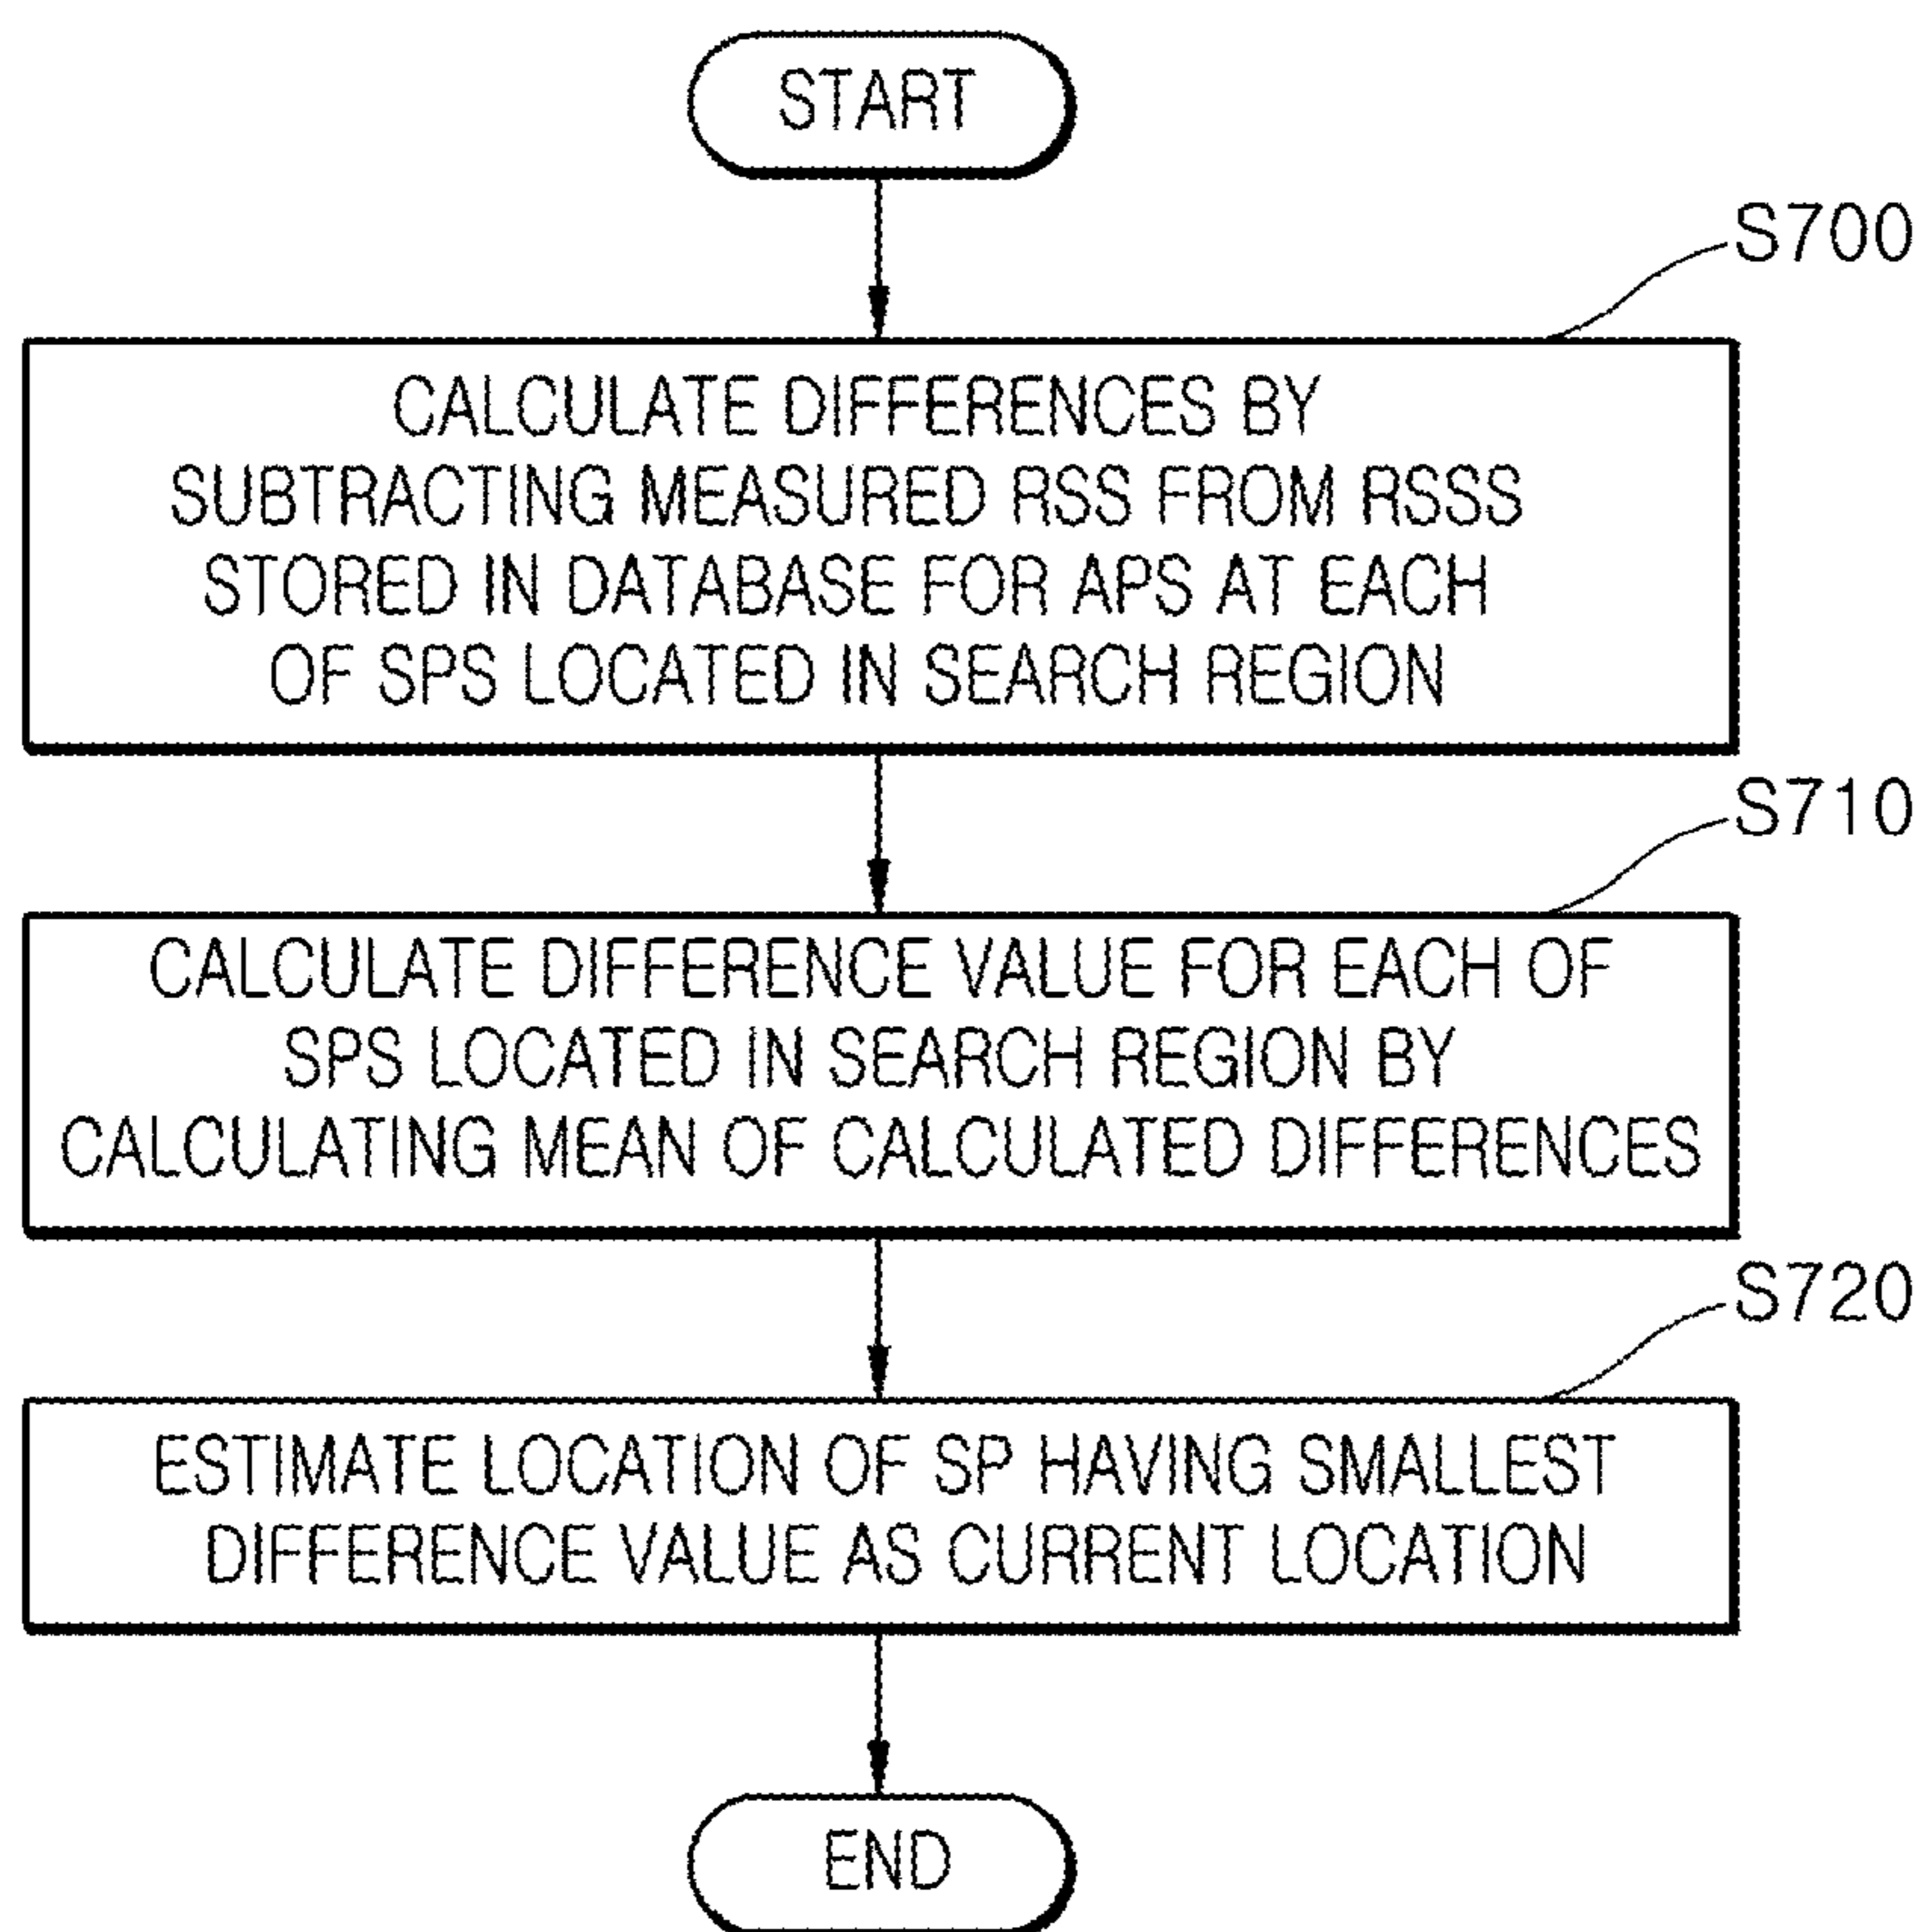 START
S700
CALCULATE DIFFERENCES BY
SUBTRACTING MEASURED RSS FROM RSSS
STORED IN DATABASE FOR APS AT EACH
OF SPS LOCATED IN SEARCH REGION
S710
CALCULATE DIFFERENCE VALUE FOR EACH OF
SPS LOCATED IN SEARCH REGION BY
CALCULATING MEAN OF CALCULATED DIFFERENCES
S720
ESTIMATE LOCATION OF SP HAVING SMALLEST
DIFFERENCE VALUE AS CURRENT LOCATION
END